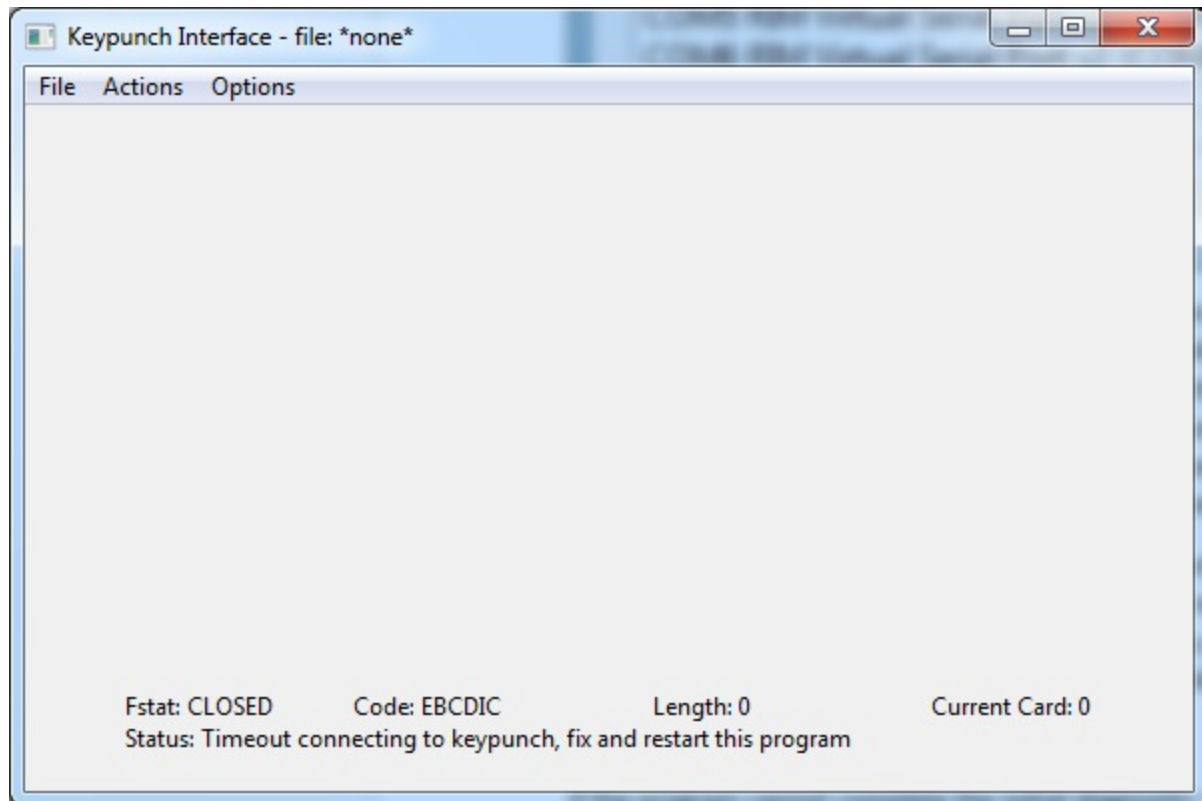 Keypunch Interface - file: *none*
File Actions Options
Fstat: CLOSED Code: EBCDIC Length: 0 Current Card: 0
Status: Timeout connecting to keypunch, fix and restart this program